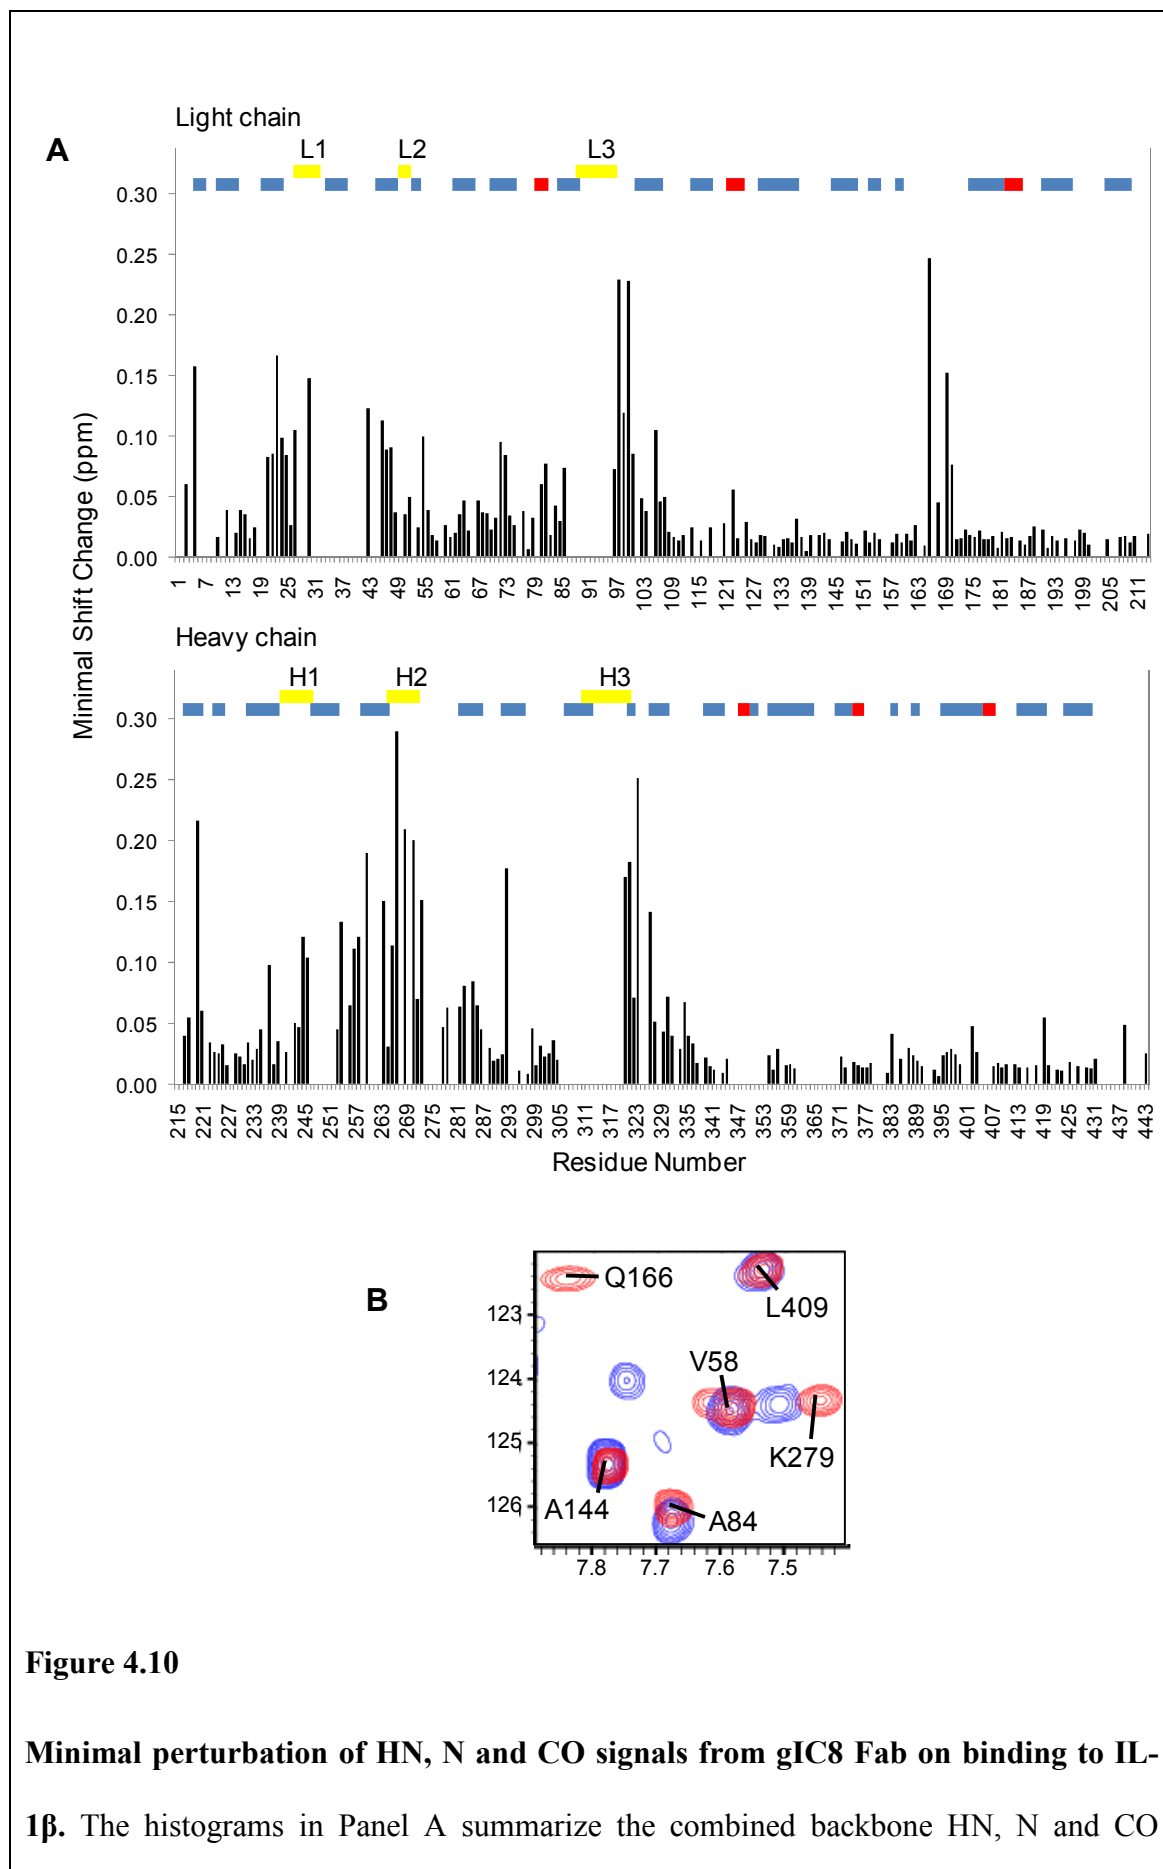 A
Light chain
L1 L2 L3
0.30
0.25
0.20
0.15
0.10
0.05
0.00
1 7 13 19 25 31 37 43 49 55 61 67 73 79 85 91 97 103 109 115 121 127 133 139 145 151 157 163 169 175 181 187 193 199 205 211
Minimal Shift Change (ppm)
Heavy chain
H1 H2 H3
0.30
0.25
0.20
0.15
0.10
0.05
0.00
215 221 227 233 239 245 251 257 263 269 275 281 287 293 299 305 311 317 323 329 335 341 347 353 359 365 371 377 383 389 395 401 407 413 419 425 431 437 443
Residue Number
B
Q166
L409
123
V58
124
K279
125
A144
A84
126
7.8 7.7 7.6 7.5
Figure 4.10
Minimal perturbation of HN, N and CO signals from gIC8 Fab on binding to IL-
1β. The histograms in Panel A summarize the combined backbone HN, N and CO